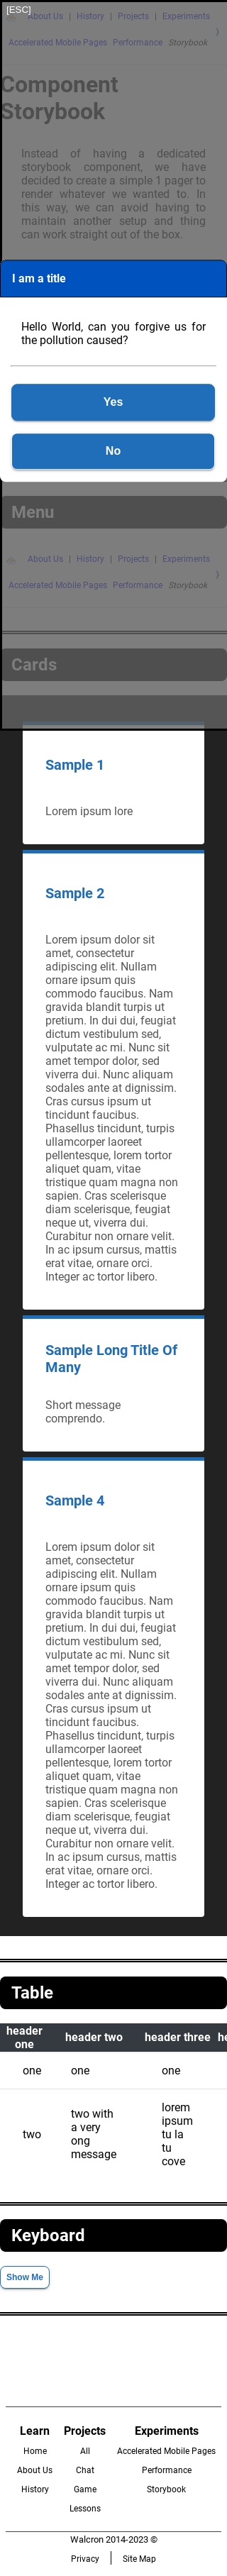 [ESC]
About Us | History | Projects | Experiments
Accelerated Mobile Pages Performance Storybook
Component
Storybook
Instead of having a dedicated
storybook component, we have
decided to create a simple 1 pager to
render whatever we wanted to. In
this way, we can avoid having to
maintain another setup and thing
can work straight out of the box.
I am a title
Hello World, can you forgive us for
the pollution caused?
Yes
No
Menu
About Us | History | Projects | Experiments
Accelerated Mobile Pages Performance Storybook
Cards
Sample 1
Lorem ipsum lore
Sample 2
Lorem ipsum dolor sit
amet, consectetur
adipiscing elit. Nullam
ornare ipsum quis
commodo faucibus. Nam
gravida blandit turpis ut
pretium. In dui dui, feugiat
dictum vestibulum sed,
vulputate ac mi. Nunc sit
amet tempor dolor, sed
viverra dui. Nunc aliquam
sodales ante at dignissim.
Cras cursus ipsum ut
tincidunt faucibus.
Phasellus tincidunt, turpis
ullamcorper laoreet
pellentesque, lorem tortor
aliquet quam, vitae
tristique quam magna non
sapien. Cras scelerisque
diam scelerisque, feugiat
neque ut, viverra dui.
Curabitur non ornare velit.
In ac ipsum cursus, mattis
erat vitae, ornare orci.
Integer ac tortor libero.
Sample Long Title Of
Many
Short message
comprendo.
Sample 4
Lorem ipsum dolor sit
amet, consectetur
adipiscing elit. Nullam
ornare ipsum quis
commodo faucibus. Nam
gravida blandit turpis ut
pretium. In dui dui, feugiat
dictum vestibulum sed,
vulputate ac mi. Nunc sit
amet tempor dolor, sed
viverra dui. Nunc aliquam
sodales ante at dignissim.
Cras cursus ipsum ut
tincidunt faucibus.
Phasellus tincidunt, turpis
ullamcorper laoreet
pellentesque, lorem tortor
aliquet quam, vitae
tristique quam magna non
sapien. Cras scelerisque
diam scelerisque, feugiat
neque ut, viverra dui.
Curabitur non ornare velit.
In ac ipsum cursus, mattis
erat vitae, ornare orci.
Integer ac tortor libero.
Table
header one header two header three he
one one one
two two with a very ong message lorem ipsum tu la tu cove
Keyboard
Show Me
Learn Projects Experiments
Home All Accelerated Mobile Pages
About Us Chat Performance
History Game Storybook
Lessons
Walcron 2014-2023 ©
Privacy | Site Map